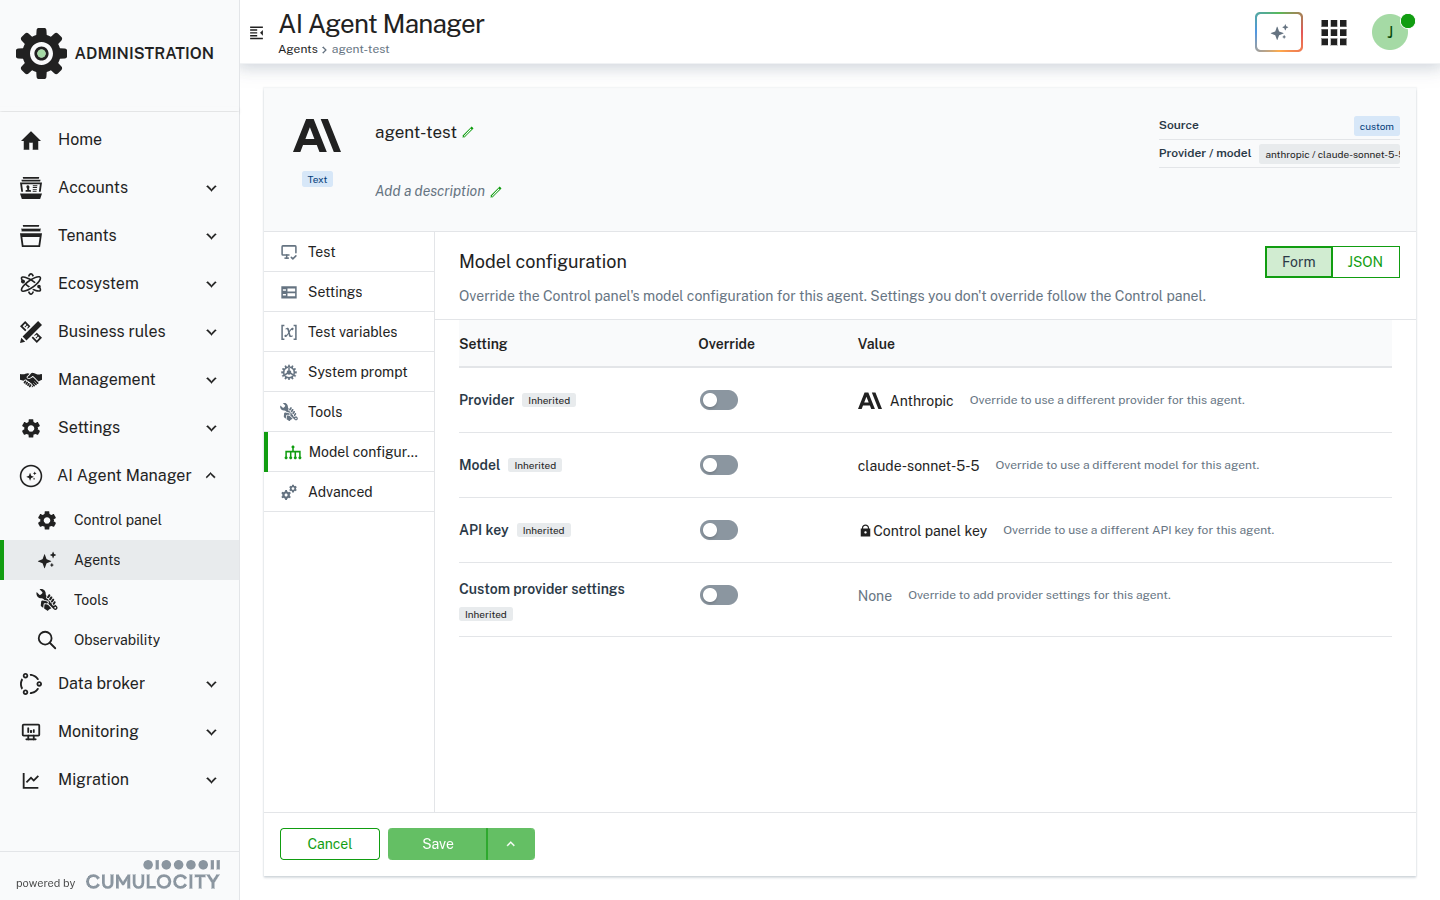 ADMINISTRATION
Home
Accounts
Tenants
Ecosystem
Business rules
Management
Settings
AI Agent Manager
Control panel
Agents
Tools
Observability
Data broker
Monitoring
Migration
powered by CUMULOCITY
AI Agent Manager
Agents > agent-test
J
agent-test
Text
Add a description
Source custom
Provider / model anthropic / claude-sonnet-5-
Test
Settings
Test variables
System prompt
Tools
Model configur...
Advanced
Model configuration
Form JSON
Override the Control panel's model configuration for this agent. Settings you don't override follow the Control panel.
Setting Override Value
Provider Inherited Anthropic Override to use a different provider for this agent.
Model Inherited claude-sonnet-5-5 Override to use a different model for this agent.
API key Inherited Control panel key Override to use a different API key for this agent.
Custom provider settings
Inherited
None Override to add provider settings for this agent.
Cancel Save